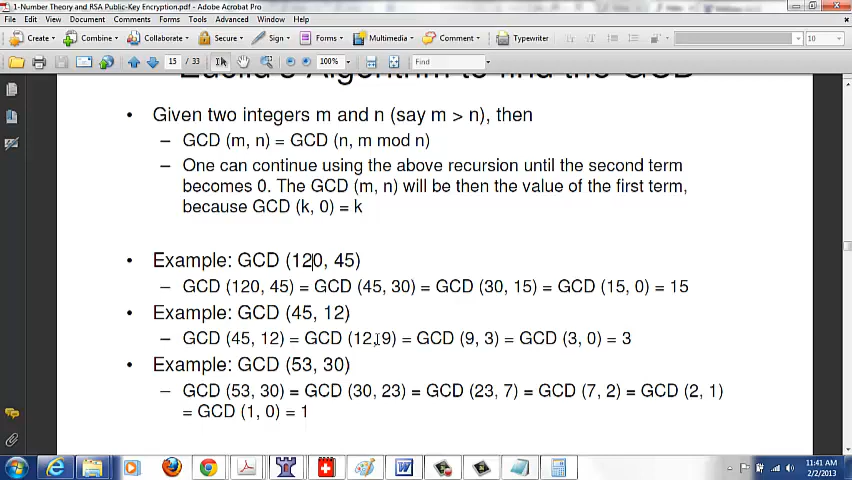 1-Number Theory and RSA Public-Key Encryption.pdf - Adobe Acrobat Pro
File Edit View Document Comments Forms Tools Advanced Window Help
Create Combine Collaborate Secure Sign Forms Multimedia Comment Typewriter 10
15 / 33 100% Find
Euclid's Algorithm to find the GCD
• Given two integers m and n (say m > n), then
– GCD (m, n) = GCD (n, m mod n)
– One can continue using the above recursion until the second term
becomes 0. The GCD (m, n) will be then the value of the first term,
because GCD (k, 0) = k
• Example: GCD (120, 45)
– GCD (120, 45) = GCD (45, 30) = GCD (30, 15) = GCD (15, 0) = 15
• Example: GCD (45, 12)
– GCD (45, 12) = GCD (12, 9) = GCD (9, 3) = GCD (3, 0) = 3
• Example: GCD (53, 30)
– GCD (53, 30) = GCD (30, 23) = GCD (23, 7) = GCD (7, 2) = GCD (2, 1)
= GCD (1, 0) = 1
11:41 AM
2/2/2013